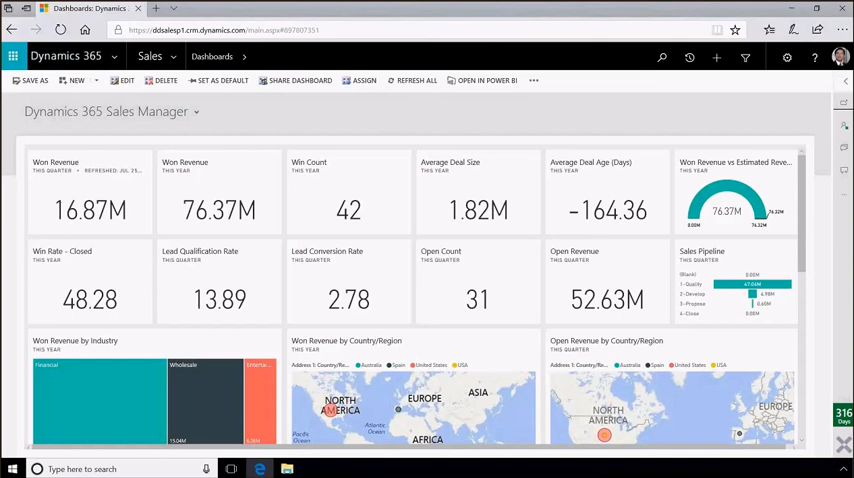 Dashboards: Dynamics 3
https://ddsalesp1.crm.dynamics.com/main.aspx#897807351
Dynamics 365
Sales
Dashboards
SAVE AS
NEW
EDIT
DELETE
SET AS DEFAULT
SHARE DASHBOARD
ASSIGN
REFRESH ALL
OPEN IN POWER BI
Dynamics 365 Sales Manager
Won Revenue
THIS QUARTER • REFRESHED: JUL 25...
16.87M
Won Revenue
THIS YEAR
76.37M
Win Count
THIS YEAR
42
Average Deal Size
THIS YEAR
1.82M
Average Deal Age (Days)
THIS YEAR
-164.36
Won Revenue vs Estimated Reve...
THIS YEAR
76.37M
0.00M
76.32M
76.32M
Win Rate - Closed
THIS YEAR
48.28
Lead Qualification Rate
THIS QUARTER
13.89
Lead Conversion Rate
THIS QUARTER
2.78
Open Count
THIS QUARTER
31
Open Revenue
THIS QUARTER
52.63M
Sales Pipeline
THIS QUARTER
(Blank) 0.00M
1-Qualify 47.06M
2-Develop 4.98M
3-Propose 0.60M
4-Close 0.00M
Won Revenue by Industry
THIS YEAR
Financial
Wholesale
15.04M
Enterta...
Won Revenue by Country/Region
THIS YEAR
Address 1: Country/Re... Australia Spain United States USA
NORTH
AMERICA
EUROPE
ASIA
Pacific
Ocean
Atlantic
Ocean
AFRICA
Open Revenue by Country/Region
THIS QUARTER
Address 1: Country/Re... Australia Spain United States USA
NORTH
AMERICA
EUROPE
Pacific
Ocean
Atlantic
Ocean
316
Days
Type here to search